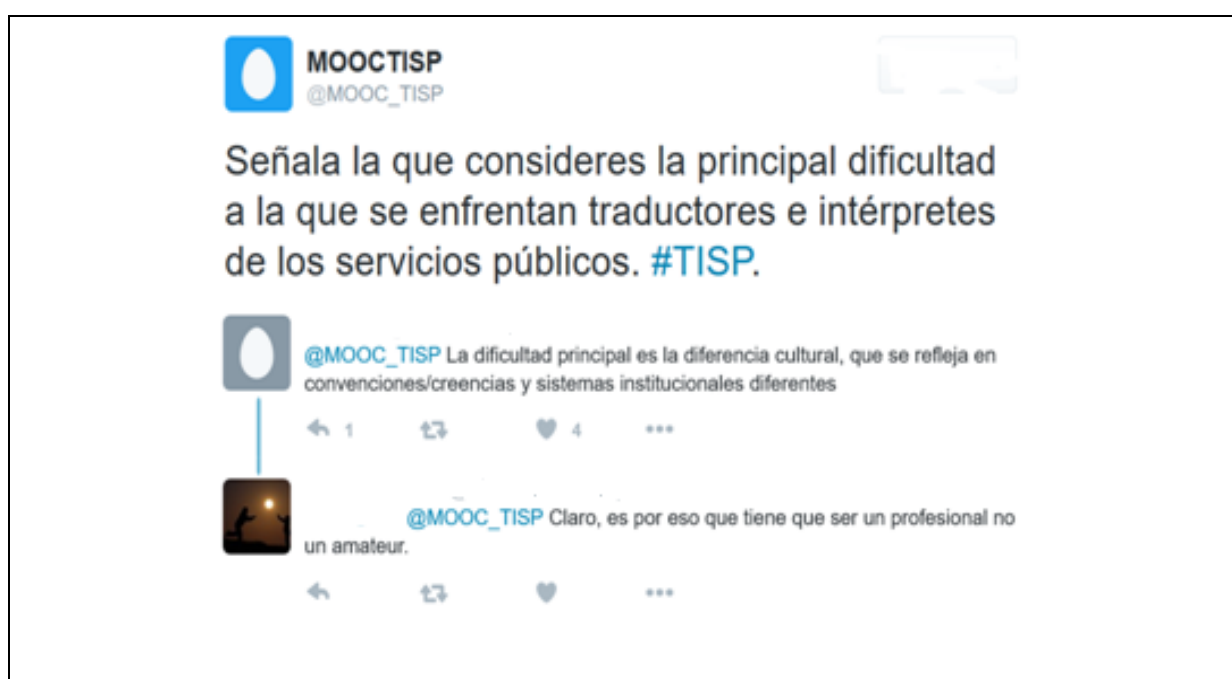 MOOCTISP
@MOOC_TISP
Señala la que consideres la principal dificultad
a la que se enfrentan traductores e intérpretes
de los servicios públicos. #TISP.
@MOOC_TISP La dificultad principal es la diferencia cultural, que se refleja en
convenciones/creencias y sistemas institucionales diferentes
1 4
@MOOC_TISP Claro, es por eso que tiene que ser un profesional no
un amateur.